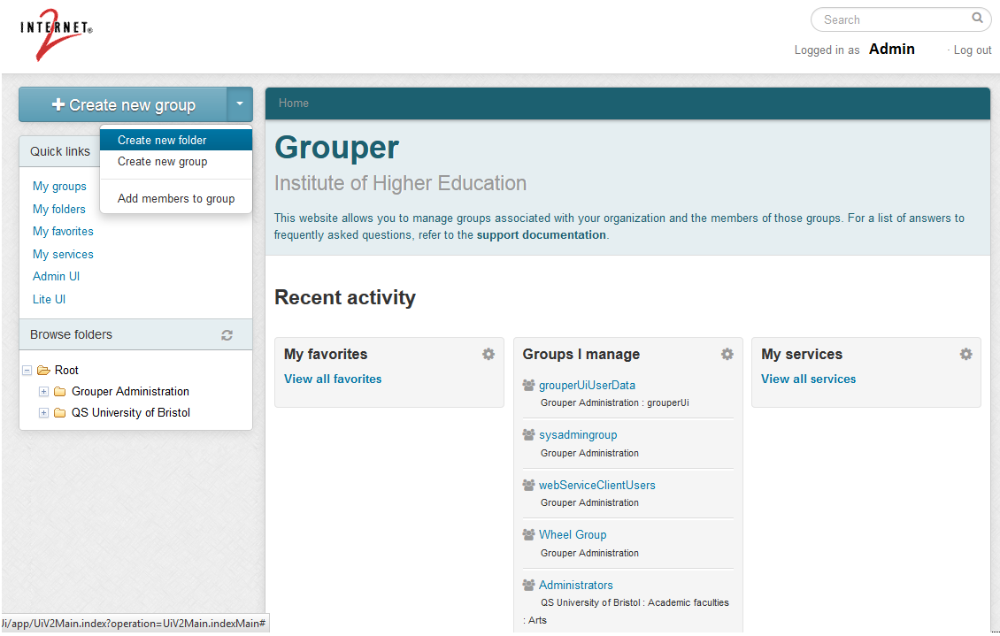 INTERNET®
2
Search
Logged in as Admin · Log out
Create new group
Create new folder
Create new group
Add members to group
Quick links
My groups
My folders
My favorites
My services
Admin UI
Lite UI
Browse folders
Root
Grouper Administration
QS University of Bristol
Home
Grouper
Institute of Higher Education
This website allows you to manage groups associated with your organization and the members of those groups. For a list of answers to
frequently asked questions, refer to the support documentation.
Recent activity
My favorites
View all favorites
Groups I manage
grouperUiUserData
Grouper Administration : grouperUi
sysadmingroup
Grouper Administration
webServiceClientUsers
Grouper Administration
Wheel Group
Grouper Administration
Administrators
QS University of Bristol : Academic faculties
: Arts
My services
View all services
Ji/app/UiV2Main.index?operation=UiV2Main.indexMain#